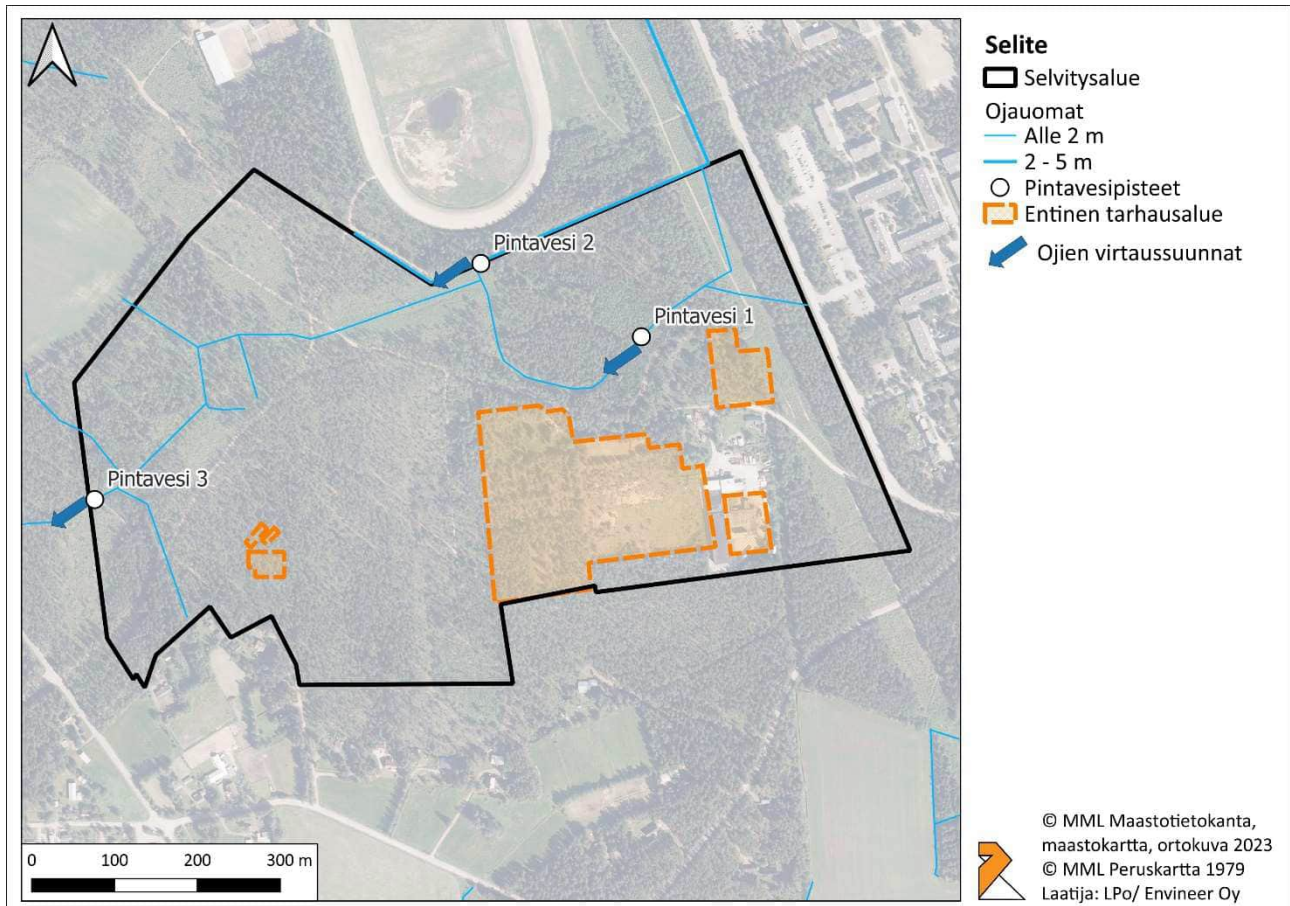 Pintavesi 2
Pintavesi 1
Pintavesi 3
0 100 200 300 m
Selite
Selvitysalue
Ojauomat
Alle 2 m
2 - 5 m
Pintavesipisteet
Entinen tarhausalue
Ojien virtaussuunnat
© MML Maastotietokanta,
maastokartta, ortokuva 2023
© MML Peruskartta 1979
Laatija: LPo/ Envineer Oy